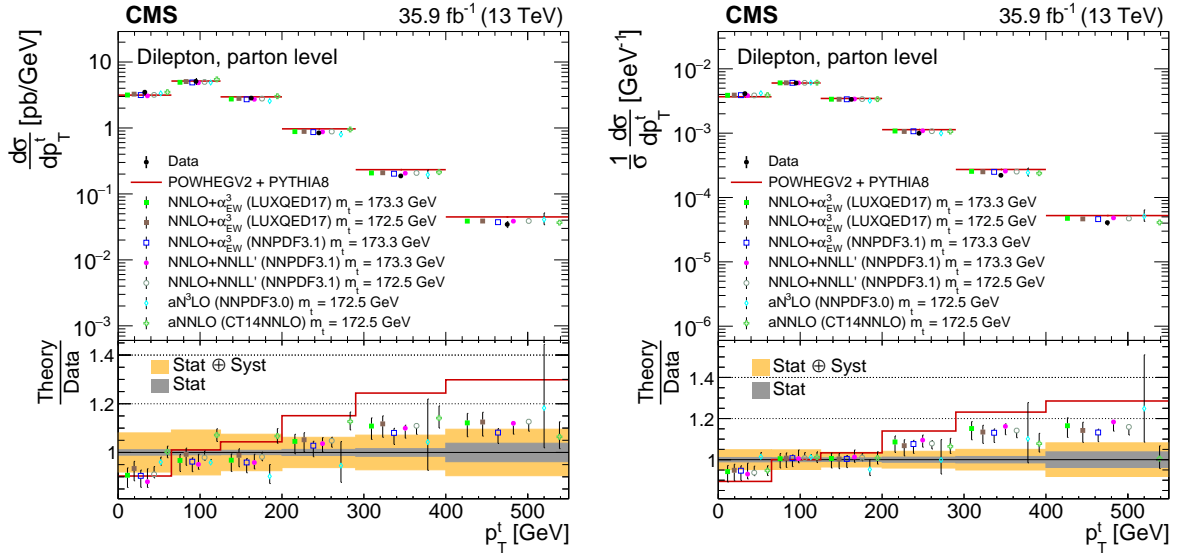 CMS 35.9 fb⁻¹ (13 TeV)
Dilepton, parton level
dσ/dp_T^t [pb/GeV]
10
1
10⁻¹
10⁻²
10⁻³
Data
POWHEGV2 + PYTHIA8
NNLO+α³_EW (LUXQED17) m_t = 173.3 GeV
NNLO+α³_EW (LUXQED17) m_t = 172.5 GeV
NNLO+α³_EW (NNPDF3.1) m_t = 173.3 GeV
NNLO+NNLL' (NNPDF3.1) m_t = 173.3 GeV
NNLO+NNLL' (NNPDF3.1) m_t = 172.5 GeV
aN³LO (NNPDF3.0) m_t = 172.5 GeV
aNNLO (CT14NNLO) m_t = 172.5 GeV
Theory
Data
1.4
1.2
1
Stat ⊕ Syst
Stat
0 100 200 300 400 500
p_T^t [GeV]
CMS 35.9 fb⁻¹ (13 TeV)
Dilepton, parton level
1/σ dσ/dp_T^t [GeV⁻¹]
10⁻²
10⁻³
10⁻⁴
10⁻⁵
10⁻⁶
Data
POWHEGV2 + PYTHIA8
NNLO+α³_EW (LUXQED17) m_t = 173.3 GeV
NNLO+α³_EW (LUXQED17) m_t = 172.5 GeV
NNLO+α³_EW (NNPDF3.1) m_t = 173.3 GeV
NNLO+NNLL' (NNPDF3.1) m_t = 173.3 GeV
NNLO+NNLL' (NNPDF3.1) m_t = 172.5 GeV
aN³LO (NNPDF3.0) m_t = 172.5 GeV
aNNLO (CT14NNLO) m_t = 172.5 GeV
Theory
Data
1.4
1.2
1
Stat ⊕ Syst
Stat
0 100 200 300 400 500
p_T^t [GeV]